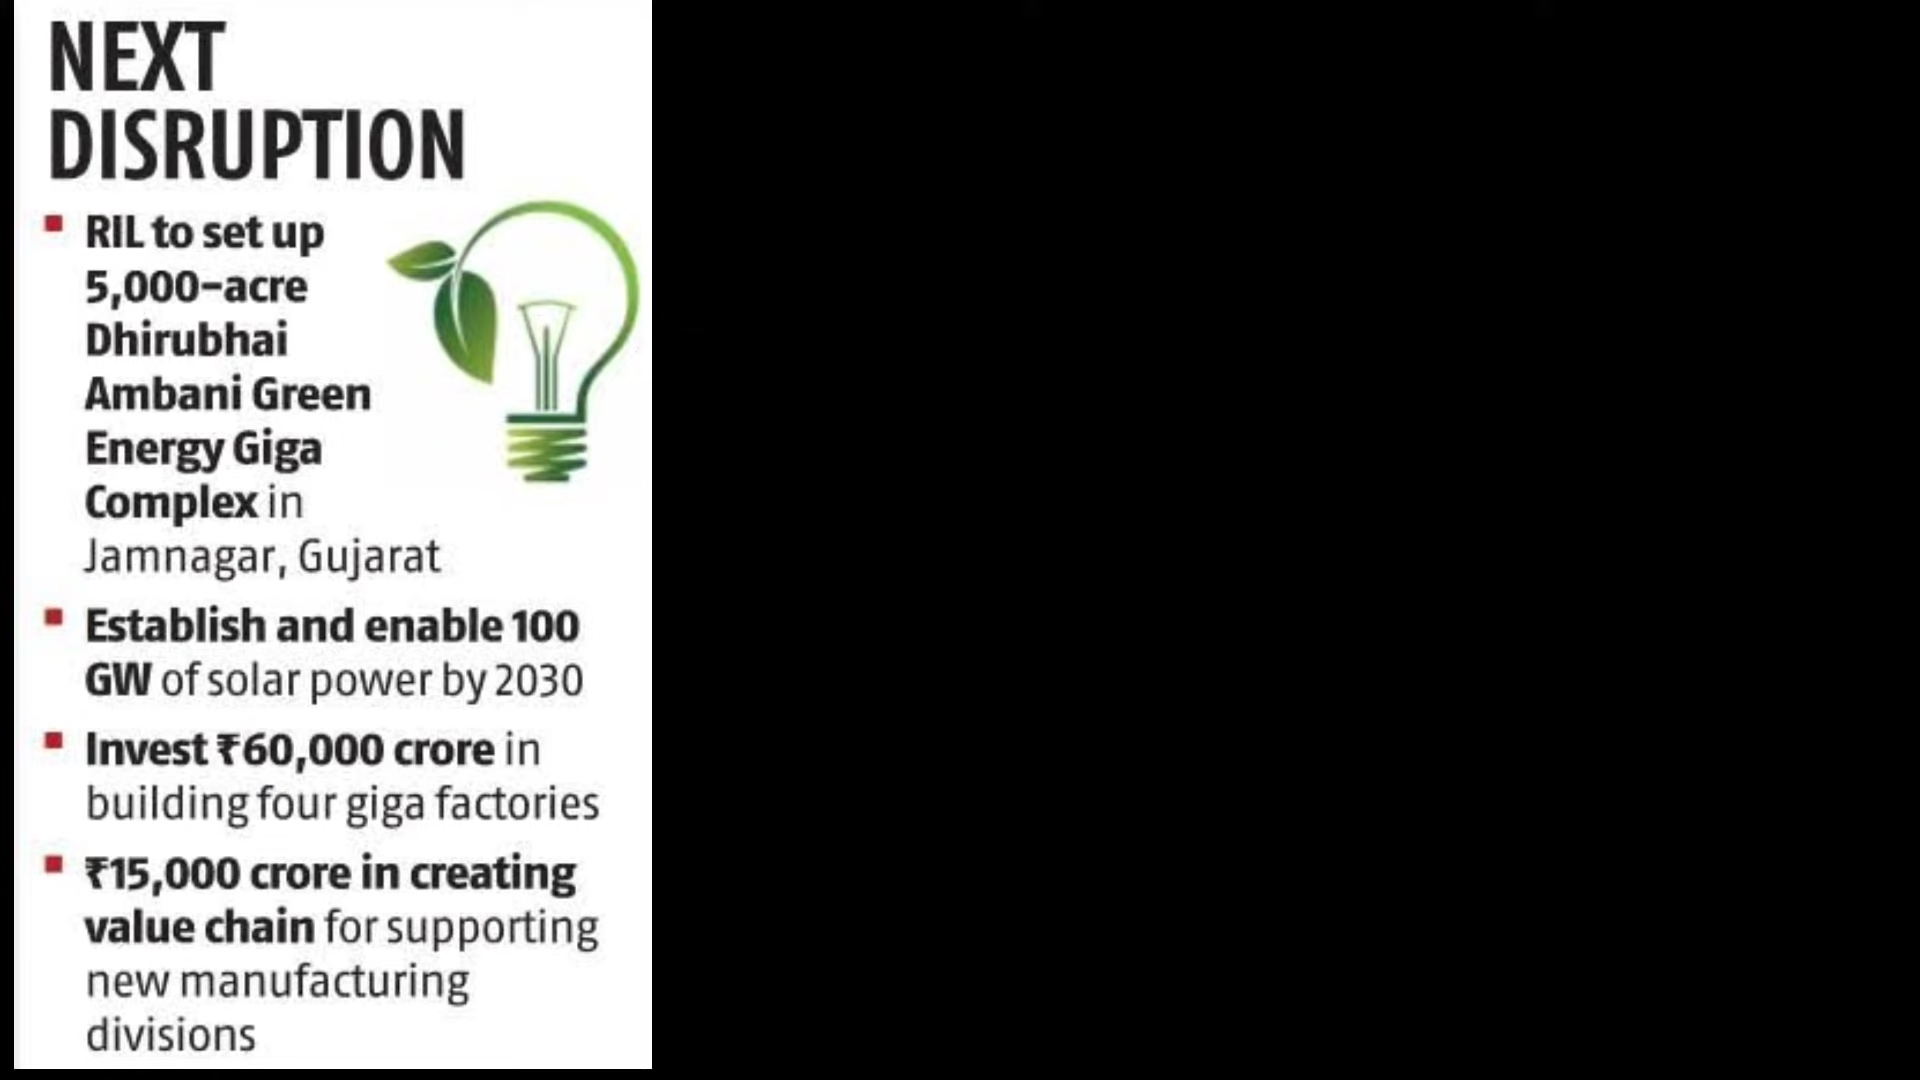 NEXT
DISRUPTION
RIL to set up
5,000-acre
Dhirubhai
Ambani Green
Energy Giga
Complex in
Jamnagar, Gujarat
Establish and enable 100
GW of solar power by 2030
Invest ₹60,000 crore in
building four giga factories
₹15,000 crore in creating
value chain for supporting
new manufacturing
divisions